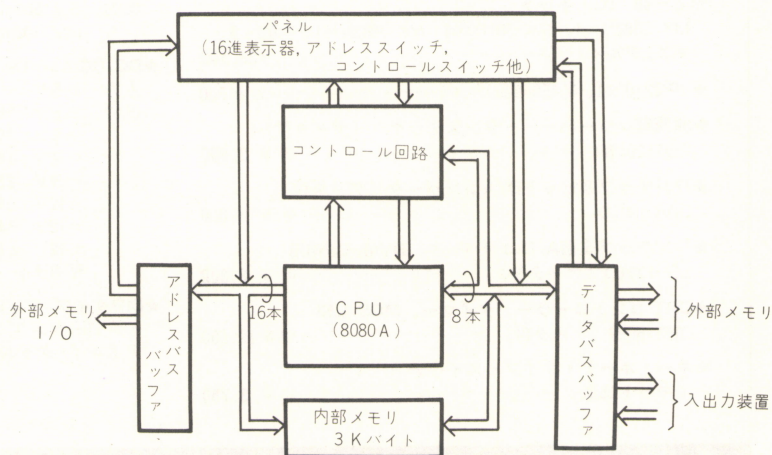 パネル
(16進表示器,アドレススイッチ,
コントロールスイッチ他)
コントロール回路
アドレスバス
バッファ
外部メモリ
I/O
16本
CPU
(8080A)
8本
データバスバッファ
外部メモリ
入出力装置
内部メモリ
3Kバイト